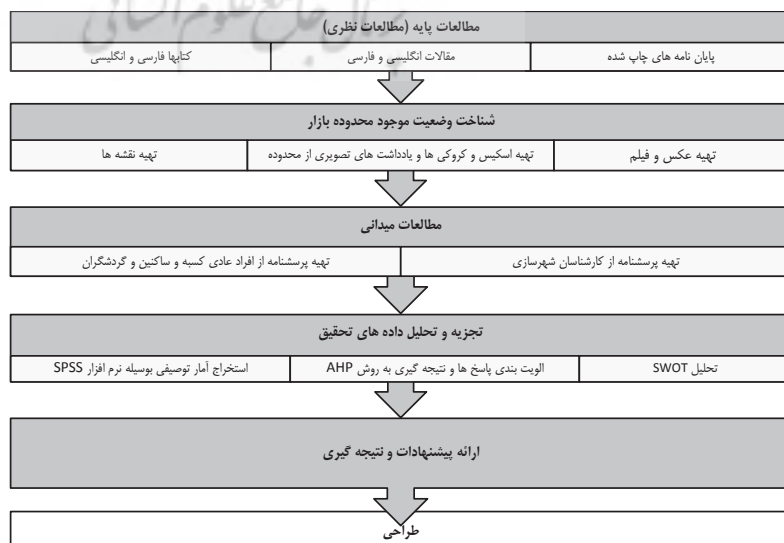 پرتال جامع علوم انسانی
مطالعات پایه (مطالعات نظری)
پایان نامه های چاپ شده
مقالات انگلیسی و فارسی
کتابها فارسی و انگلیسی
شناخت وضعیت موجود محدوده بازار
تهیه عکس و فیلم
تهیه اسکیس و کروکی ها و یادداشت های تصویری از محدوده
تهیه نقشه ها
مطالعات میدانی
تهیه پرسشنامه از کارشناسان شهرسازی
تهیه پرسشنامه از افراد عادی کسبه و ساکنین و گردشگران
تجزیه و تحلیل داده های تحقیق
تحلیل SWOT
الویت بندی پاسخ ها و نتیجه گیری به روش AHP
استخراج آمار توصیفی بوسیله نرم افزار SPSS
ارائه پیشنهادات و نتیجه گیری
طراحی